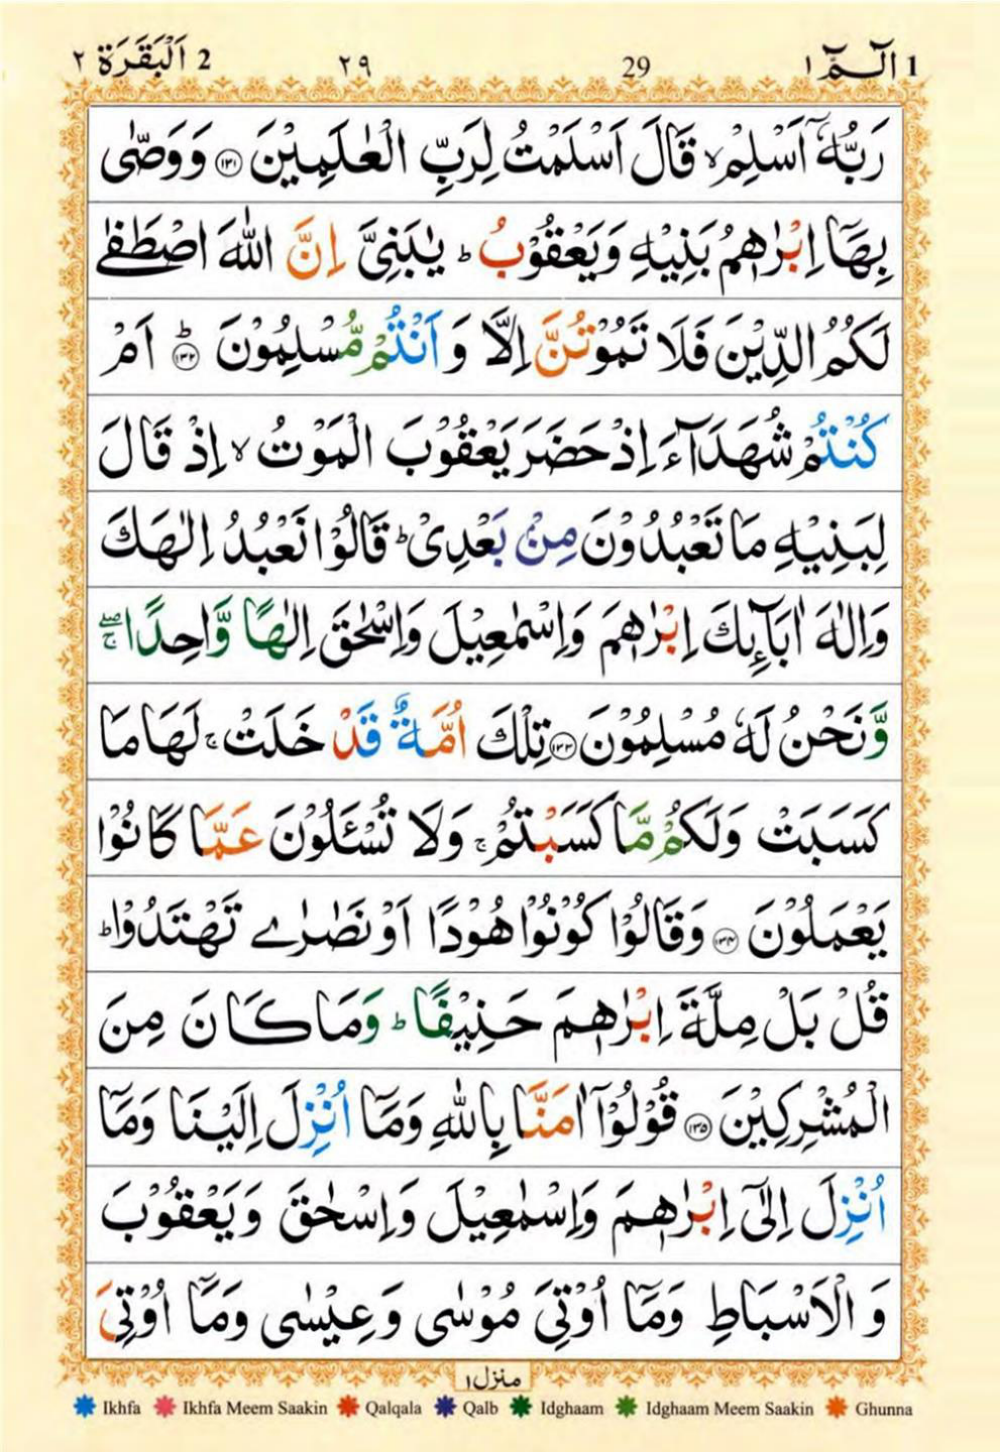 1 الٓـمّٓ ١ 29 ٢٩ 2 اَلْبَقَرَة ٢
رَبُّهٗۤ اَسْلِمْ ۙ قَالَ اَسْلَمْتُ لِرَبِّ الْعٰلَمِيْنَ ﴿١٣١﴾ وَوَصّٰى
بِهَاۤ اِبْرٰهٖمُ بَنِيْهِ وَيَعْقُوْبُ ؕ يٰبَنِىَّ اِنَّ اللّٰهَ اصْطَفٰى
لَكُمُ الدِّيْنَ فَلَا تَمُوْتُنَّ اِلَّا وَ اَنْتُمْ مُّسْلِمُوْنَ ﴿١٣٢﴾ ؕ اَمْ
كُنْتُمْ شُهَدَآءَ اِذْ حَضَرَ يَعْقُوْبَ الْمَوْتُ ۙ اِذْ قَالَ
لِبَنِيْهِ مَا تَعْبُدُوْنَ مِنْۢ بَعْدِىْ ؕ قَالُوْا نَعْبُدُ اِلٰهَكَ
وَاِلٰهَ اٰبَآئِكَ اِبْرٰهٖمَ وَاِسْمٰعِيْلَ وَاِسْحٰقَ اِلٰهًا وَّاحِدًا ۖۚ
وَّنَحْنُ لَهٗ مُسْلِمُوْنَ ﴿١٣٣﴾ تِلْكَ اُمَّةٌ قَدْ خَلَتْ ۚ لَهَا مَا
كَسَبَتْ وَلَكُمْ مَّا كَسَبْتُمْ ۚ وَلَا تُسْئَلُوْنَ عَمَّا كَانُوْا
يَعْمَلُوْنَ ﴿١٣٤﴾ وَقَالُوْا كُوْنُوْا هُوْدًا اَوْ نَصٰرٰى تَهْتَدُوْا ؕ
قُلْ بَلْ مِلَّةَ اِبْرٰهٖمَ حَنِيْفًا ؕ وَمَا كَانَ مِنَ
الْمُشْرِكِيْنَ ﴿١٣٥﴾ قُوْلُوْۤا اٰمَنَّا بِاللّٰهِ وَمَاۤ اُنْزِلَ اِلَيْنَا وَمَاۤ
اُنْزِلَ اِلٰٓى اِبْرٰهٖمَ وَاِسْمٰعِيْلَ وَاِسْحٰقَ وَيَعْقُوْبَ
وَ الْاَسْبَاطِ وَمَاۤ اُوْتِىَ مُوْسٰى وَعِيْسٰى وَمَاۤ اُوْتِىَ
منزل ١
Ikhfa Ikhfa Meem Saakin Qalqala Qalb Idghaam Idghaam Meem Saakin Ghunna